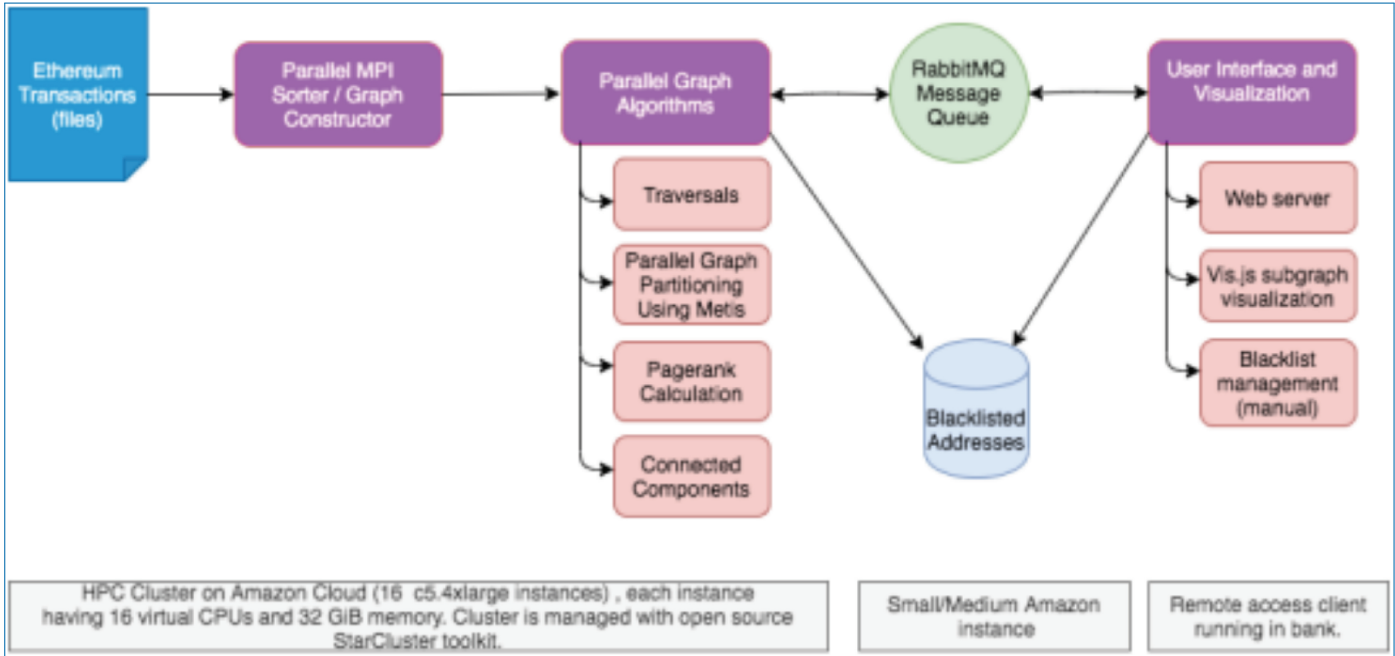 Ethereum
Transactions
(files)
Parallel MPI
Sorter / Graph
Constructor
Parallel Graph
Algorithms
RabbitMQ
Message
Queue
User Interface and
Visualization
Traversals
Parallel Graph
Partitioning
Using Metis
Pagerank
Calculation
Connected
Components
Blacklisted
Addresses
Web server
Vis.js subgraph
visualization
Blacklist
management
(manual)
HPC Cluster on Amazon Cloud (16 c5.4xlarge instances) , each instance
having 16 virtual CPUs and 32 GiB memory. Cluster is managed with open source
StarCluster toolkit.
Small/Medium Amazon
instance
Remote access client
running in bank.